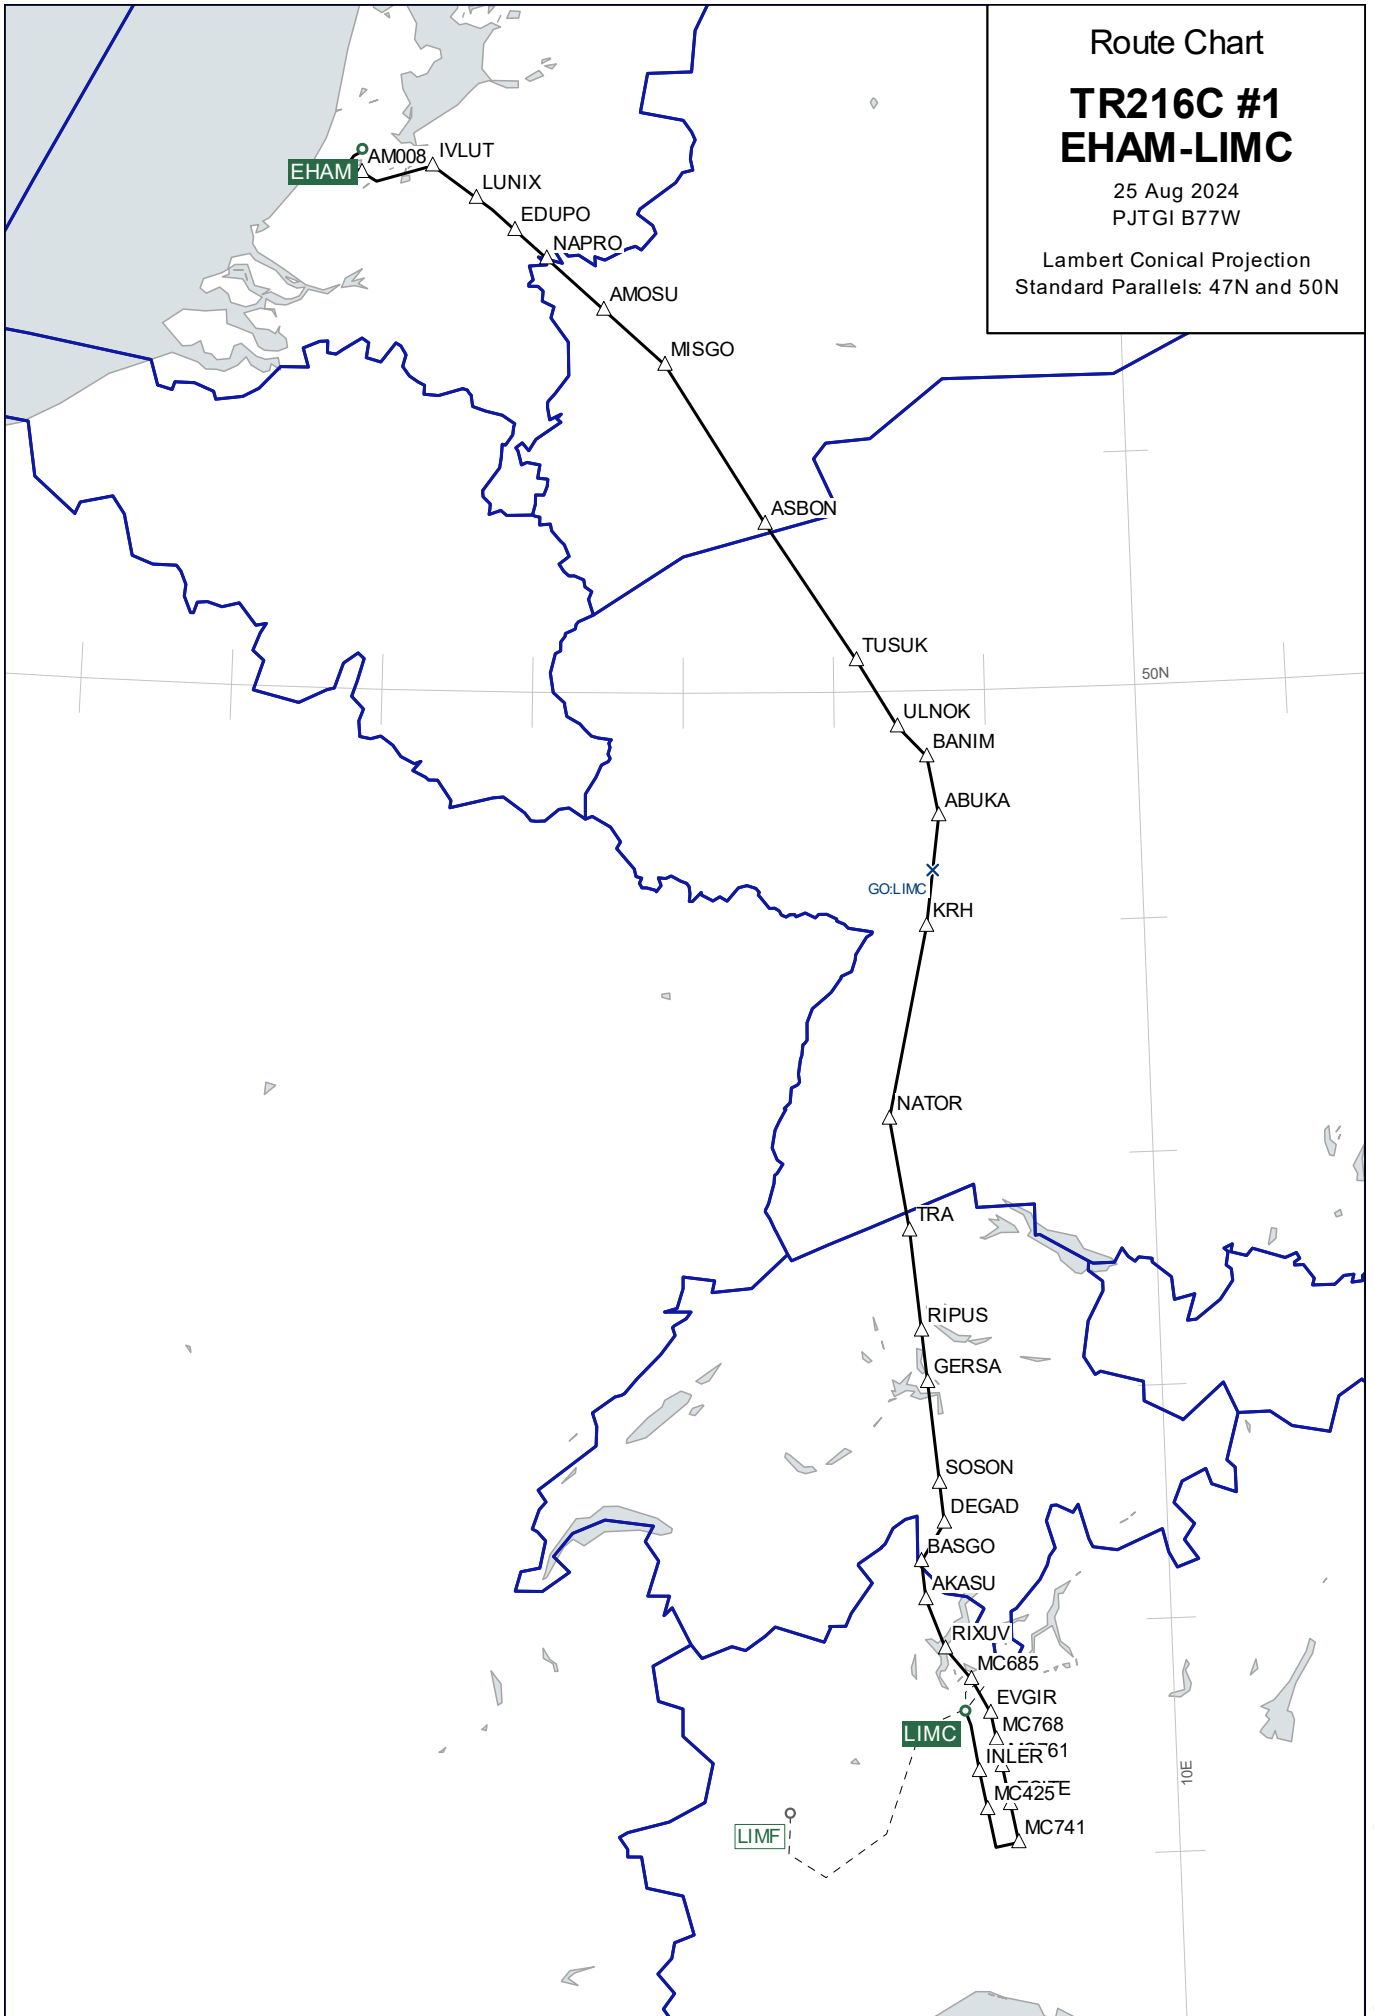 Route Chart
TR216C #1
EHAM-LIMC
25 Aug 2024
PJTGI B77W
Lambert Conical Projection
Standard Parallels: 47N and 50N
EHAM
AM008
IVLUT
LUNIX
EDUPO
NAPRO
AMOSU
MISGO
ASBON
TUSUK
50N
ULNOK
BANIM
ABUKA
GO:LIMC
KRH
NATOR
TRA
RIPUS
GERSA
SOSON
DEGAD
BASGO
AKASU
RIXUV
MC685
EVGIR
LIMC
MC768
INLER
10E
MC425
MC741
LIMF